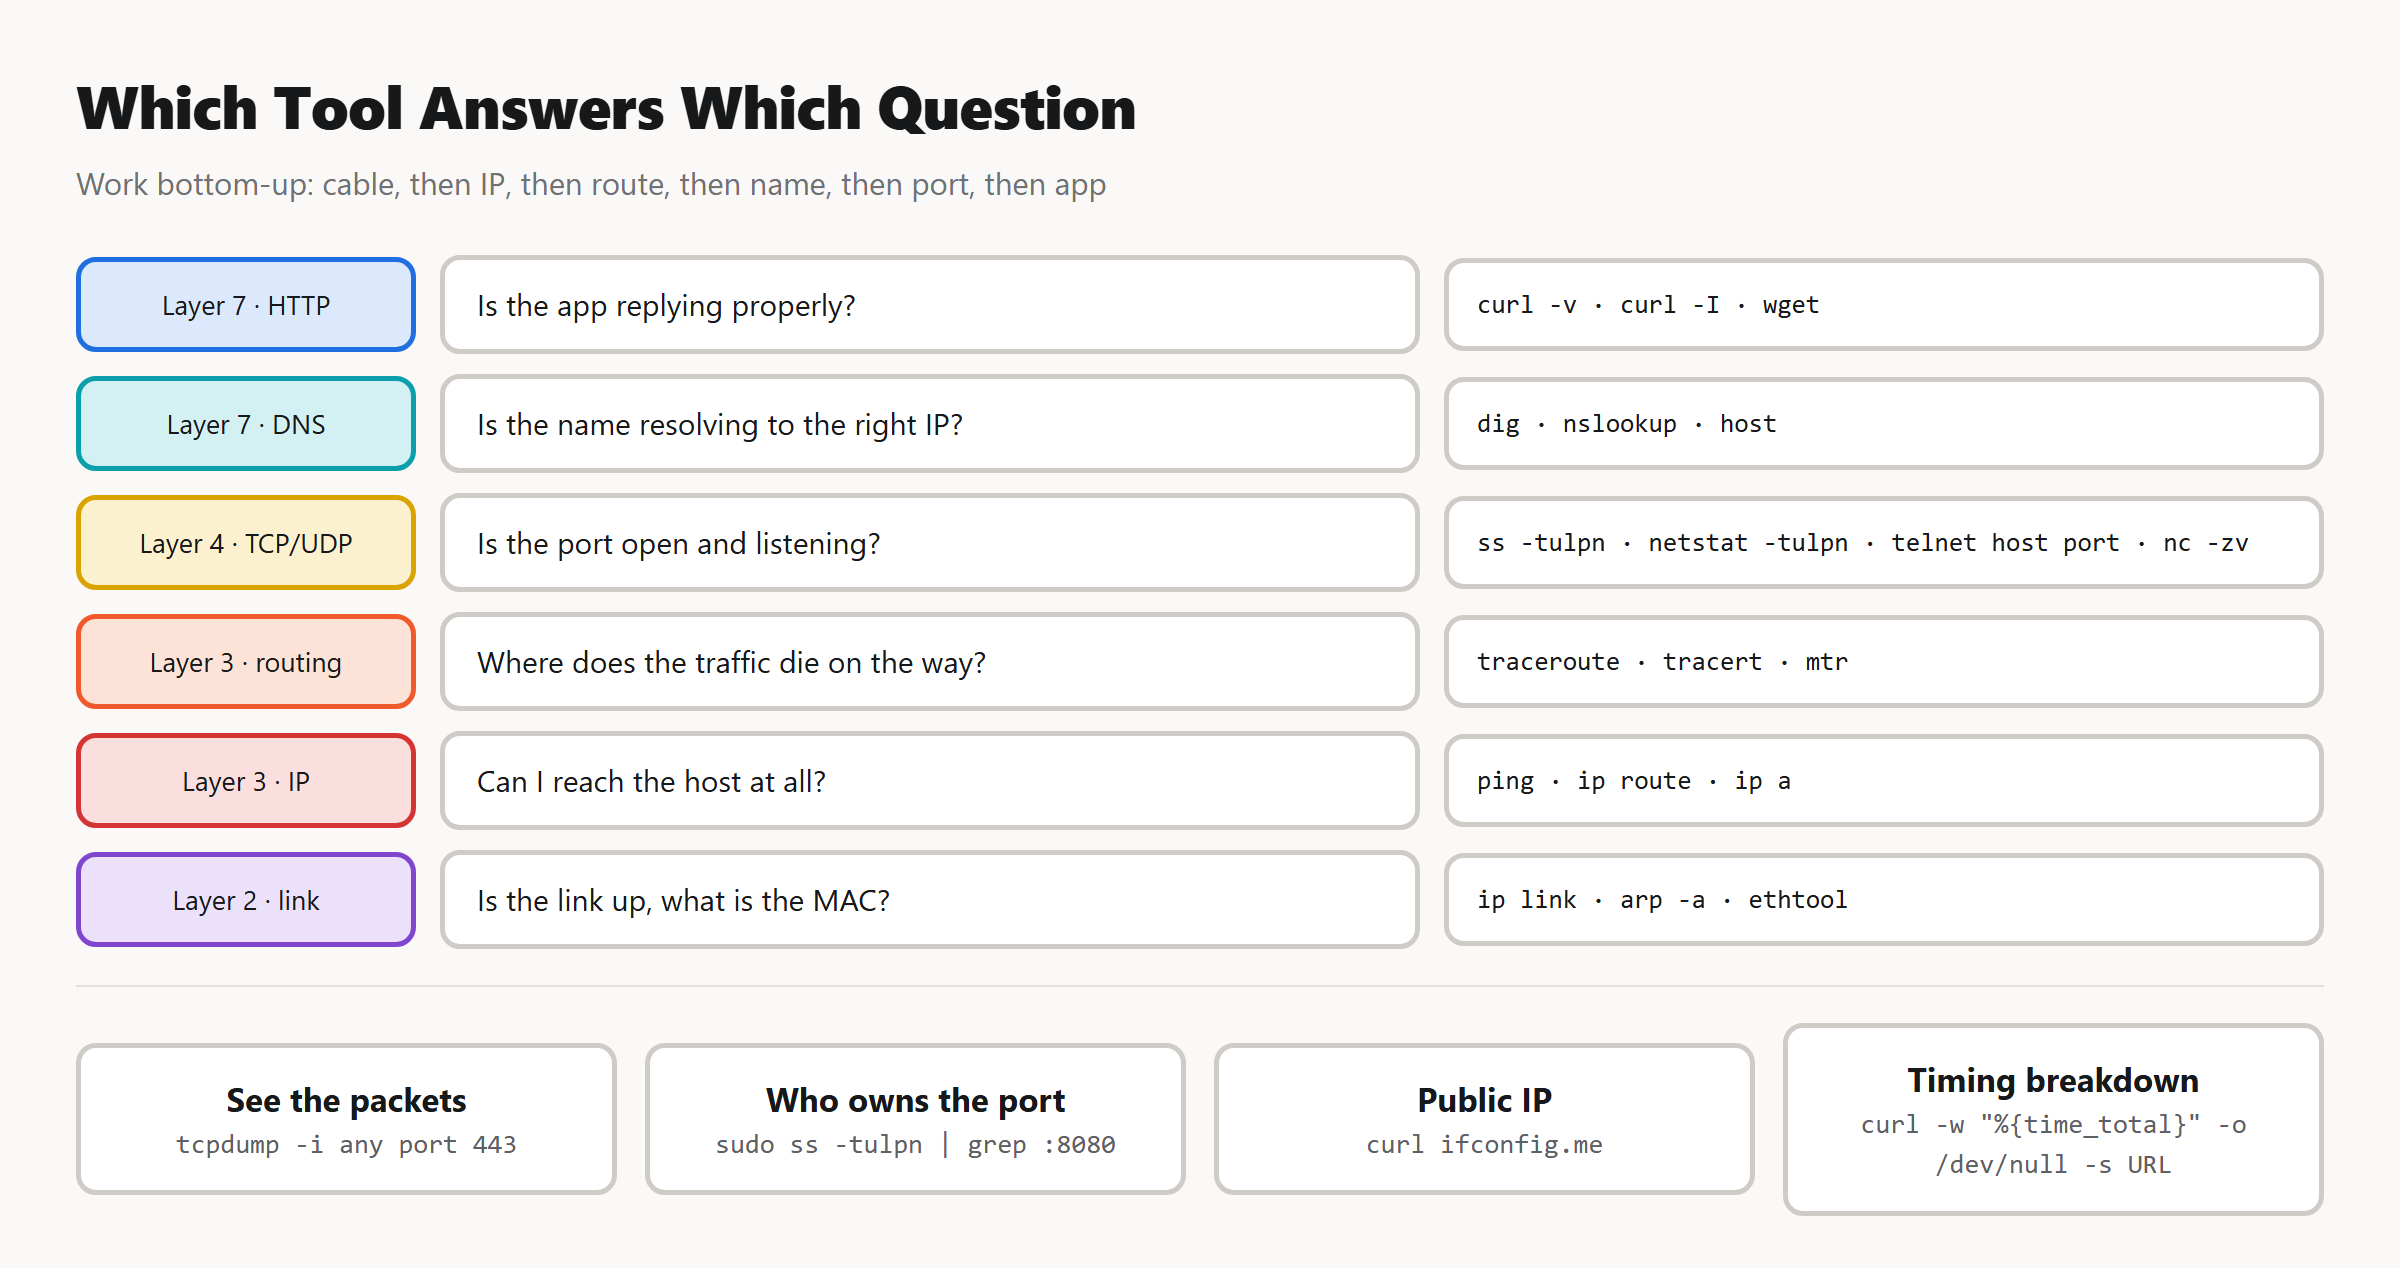 Which Tool Answers Which Question
Work bottom-up: cable, then IP, then route, then name, then port, then app
Layer 7 · HTTP
Is the app replying properly?
curl -v · curl -I · wget
Layer 7 · DNS
Is the name resolving to the right IP?
dig · nslookup · host
Layer 4 · TCP/UDP
Is the port open and listening?
ss -tulpn · netstat -tulpn · telnet host port · nc -zv
Layer 3 · routing
Where does the traffic die on the way?
traceroute · tracert · mtr
Layer 3 · IP
Can I reach the host at all?
ping · ip route · ip a
Layer 2 · link
Is the link up, what is the MAC?
ip link · arp -a · ethtool
See the packets
tcpdump -i any port 443
Who owns the port
sudo ss -tulpn | grep :8080
Public IP
curl ifconfig.me
Timing breakdown
curl -w "%{time_total}" -o
/dev/null -s URL